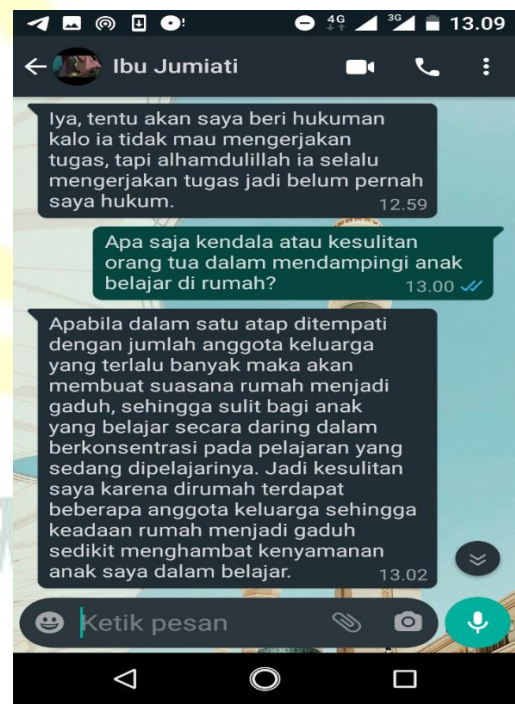 4G 3G 13.09
Ibu Jumiati
Iya, tentu akan saya beri hukuman
kalo ia tidak mau mengerjakan
tugas, tapi alhamdulillah ia selalu
mengerjakan tugas jadi belum pernah
saya hukum. 12.59
Apa saja kendala atau kesulitan
orang tua dalam mendampingi anak
belajar di rumah? 13.00
Apabila dalam satu atap ditempati
dengan jumlah anggota keluarga
yang terlalu banyak maka akan
membuat suasana rumah menjadi
gaduh, sehingga sulit bagi anak
yang belajar secara daring dalam
berkonsentrasi pada pelajaran yang
sedang dipelajarinya. Jadi kesulitan
saya karena dirumah terdapat
beberapa anggota keluarga sehingga
keadaan rumah menjadi gaduh
sedikit menghambat kenyamanan
anak saya dalam belajar. 13.02
Ketik pesan